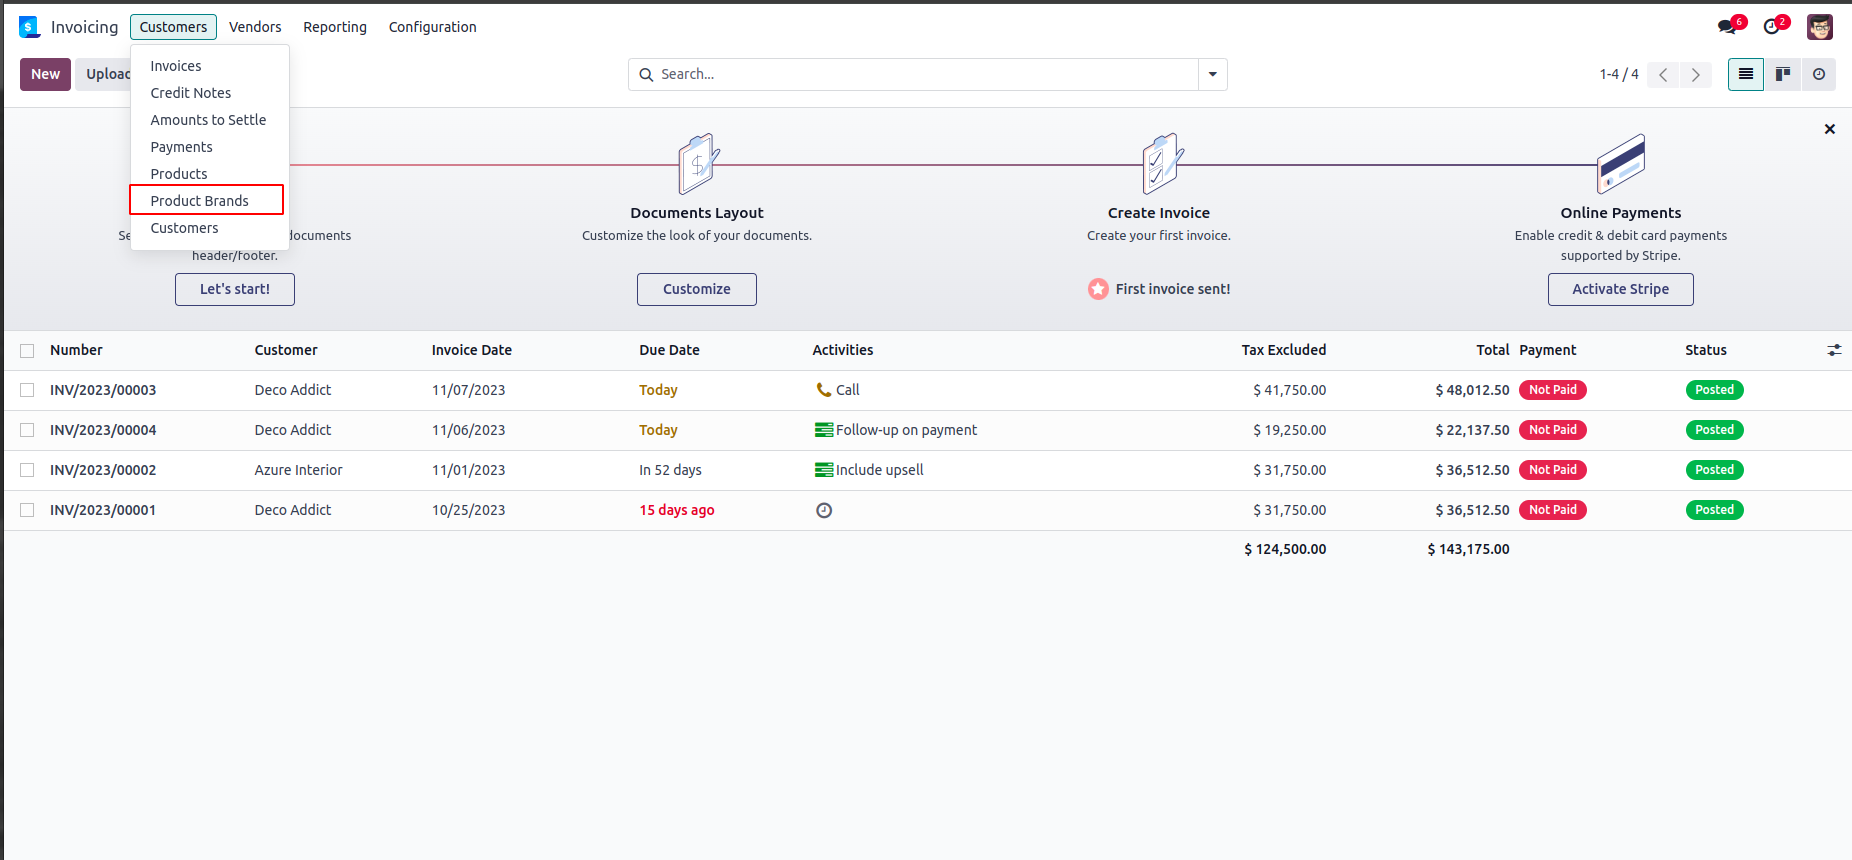 Invoicing Customers Vendors Reporting Configuration 6 2
New Upload Search... 1-4 / 4
Invoices
Credit Notes
Amounts to Settle
Payments
Products
Product Brands
Customers
Documents Layout Create Invoice Online Payments
documents Customize the look of your documents. Create your first invoice. Enable credit & debit card payments
header/footer. supported by Stripe.
Let's start! Customize First invoice sent! Activate Stripe
Number Customer Invoice Date Due Date Activities Tax Excluded Total Payment Status
INV/2023/00003 Deco Addict 11/07/2023 Today Call $ 41,750.00 $ 48,012.50 Not Paid Posted
INV/2023/00004 Deco Addict 11/06/2023 Today Follow-up on payment $ 19,250.00 $ 22,137.50 Not Paid Posted
INV/2023/00002 Azure Interior 11/01/2023 In 52 days Include upsell $ 31,750.00 $ 36,512.50 Not Paid Posted
INV/2023/00001 Deco Addict 10/25/2023 15 days ago $ 31,750.00 $ 36,512.50 Not Paid Posted
$ 124,500.00 $ 143,175.00